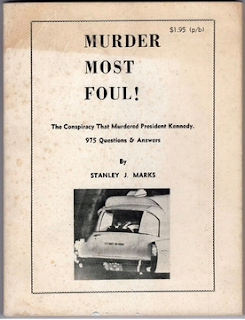 $1.95 (p/b)
MURDER
MOST
FOUL!
The Conspiracy That Murdered President Kennedy.
975 Questions & Answers
By
STANLEY J. MARKS